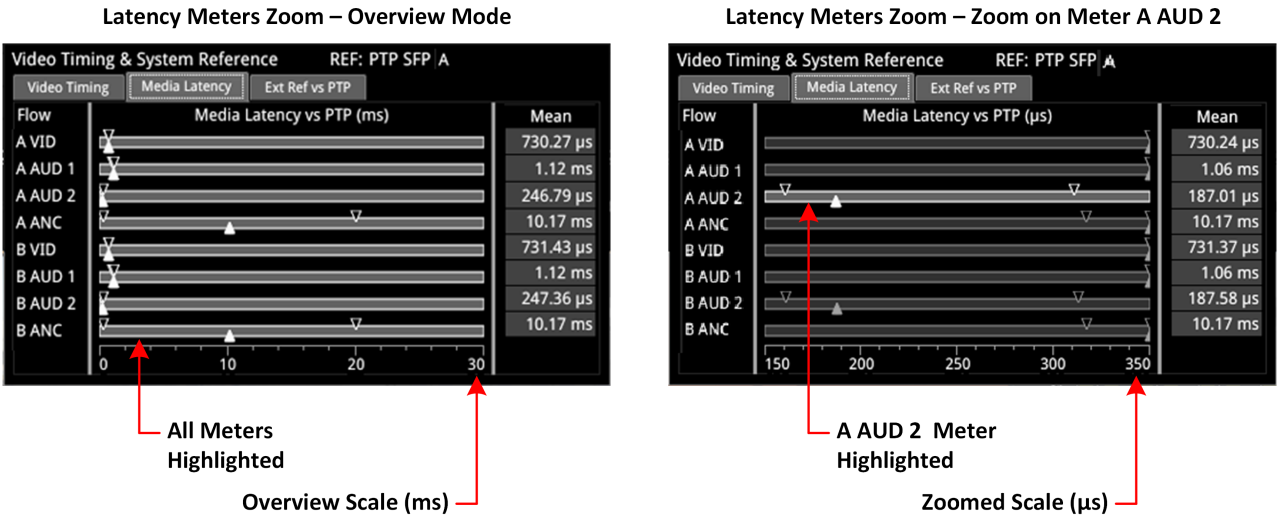 Latency Meters Zoom – Overview Mode
Video Timing & System Reference REF: PTP SFP A
Video Timing Media Latency Ext Ref vs PTP
Flow Media Latency vs PTP (ms) Mean
A VID 730.27 µs
A AUD 1 1.12 ms
A AUD 2 246.79 µs
A ANC 10.17 ms
B VID 731.43 µs
B AUD 1 1.12 ms
B AUD 2 247.36 µs
B ANC 10.17 ms
0 10 20 30
All Meters
Highlighted
Overview Scale (ms)
Latency Meters Zoom – Zoom on Meter A AUD 2
Video Timing & System Reference REF: PTP SFP A
Video Timing Media Latency Ext Ref vs PTP
Flow Media Latency vs PTP (µs) Mean
A VID 730.24 µs
A AUD 1 1.06 ms
A AUD 2 187.01 µs
A ANC 10.17 ms
B VID 731.37 µs
B AUD 1 1.06 ms
B AUD 2 187.58 µs
B ANC 10.17 ms
150 200 250 300 350
A AUD 2 Meter
Highlighted
Zoomed Scale (µs)